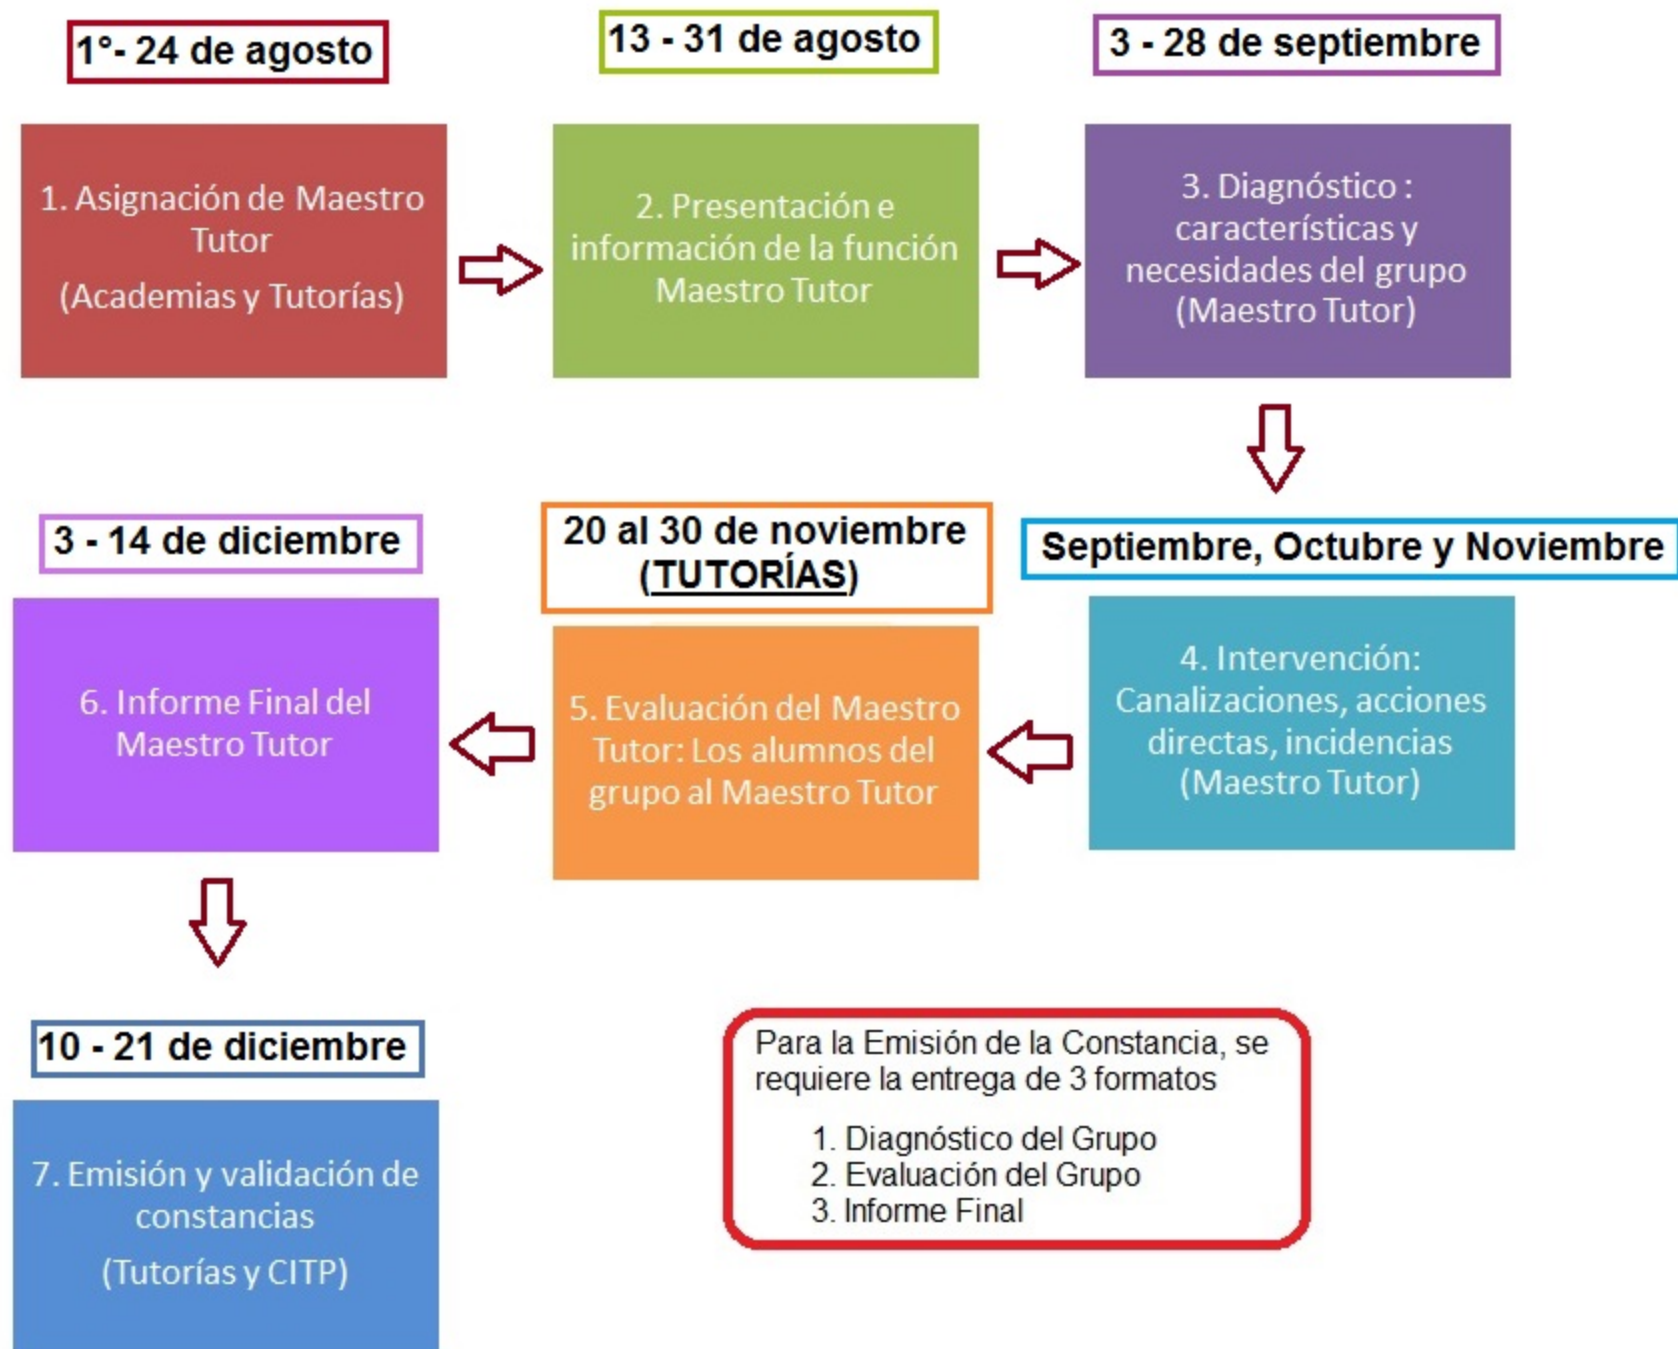 1°- 24 de agosto
1. Asignación de Maestro
Tutor
(Academias y Tutorías)
13 - 31 de agosto
2. Presentación e
información de la función
Maestro Tutor
3 - 28 de septiembre
3. Diagnóstico :
características y
necesidades del grupo
(Maestro Tutor)
Septiembre, Octubre y Noviembre
4. Intervención:
Canalizaciones, acciones
directas, incidencias
(Maestro Tutor)
20 al 30 de noviembre
(TUTORÍAS)
5. Evaluación del Maestro
Tutor: Los alumnos del
grupo al Maestro Tutor
3 - 14 de diciembre
6. Informe Final del
Maestro Tutor
10 - 21 de diciembre
7. Emisión y validación de
constancias
(Tutorías y CITP)
Para la Emisión de la Constancia, se
requiere la entrega de 3 formatos
1. Diagnóstico del Grupo
2. Evaluación del Grupo
3. Informe Final